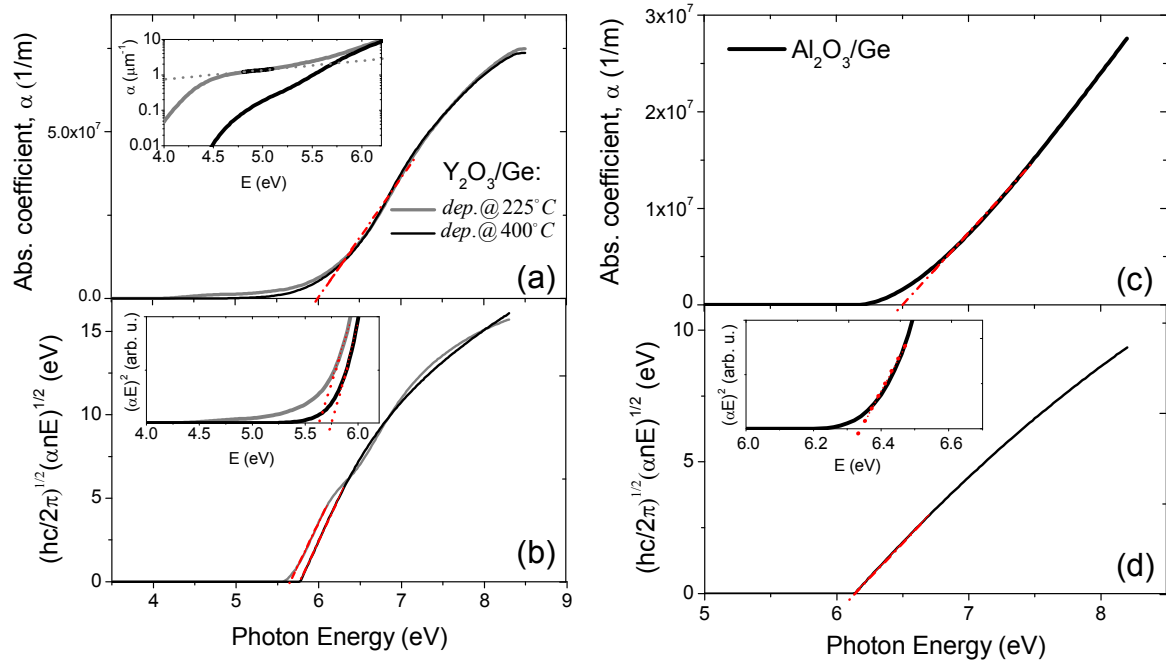 Abs. coefficient, α (1/m)
5.0x10⁷
0.0
α (μm⁻¹)
10
1
0.1
0.01
4.0 4.5 5.0 5.5 6.0
E (eV)
Y₂O₃/Ge:
dep.@225°C
dep.@400°C
(a)
(hc/2π)^1/2(αnE)^1/2 (eV)
15
10
5
0
(αE)² (arb. u.)
4.0 4.5 5.0 5.5 6.0
E (eV)
(b)
4 5 6 7 8 9
Photon Energy (eV)
Abs. coefficient, α (1/m)
3x10⁷
2x10⁷
1x10⁷
0
Al₂O₃/Ge
(c)
(hc/2π)^1/2(αnE)^1/2 (eV)
10
5
0
(αE)² (arb. u.)
6.0 6.2 6.4 6.6
E (eV)
(d)
5 6 7 8
Photon Energy (eV)